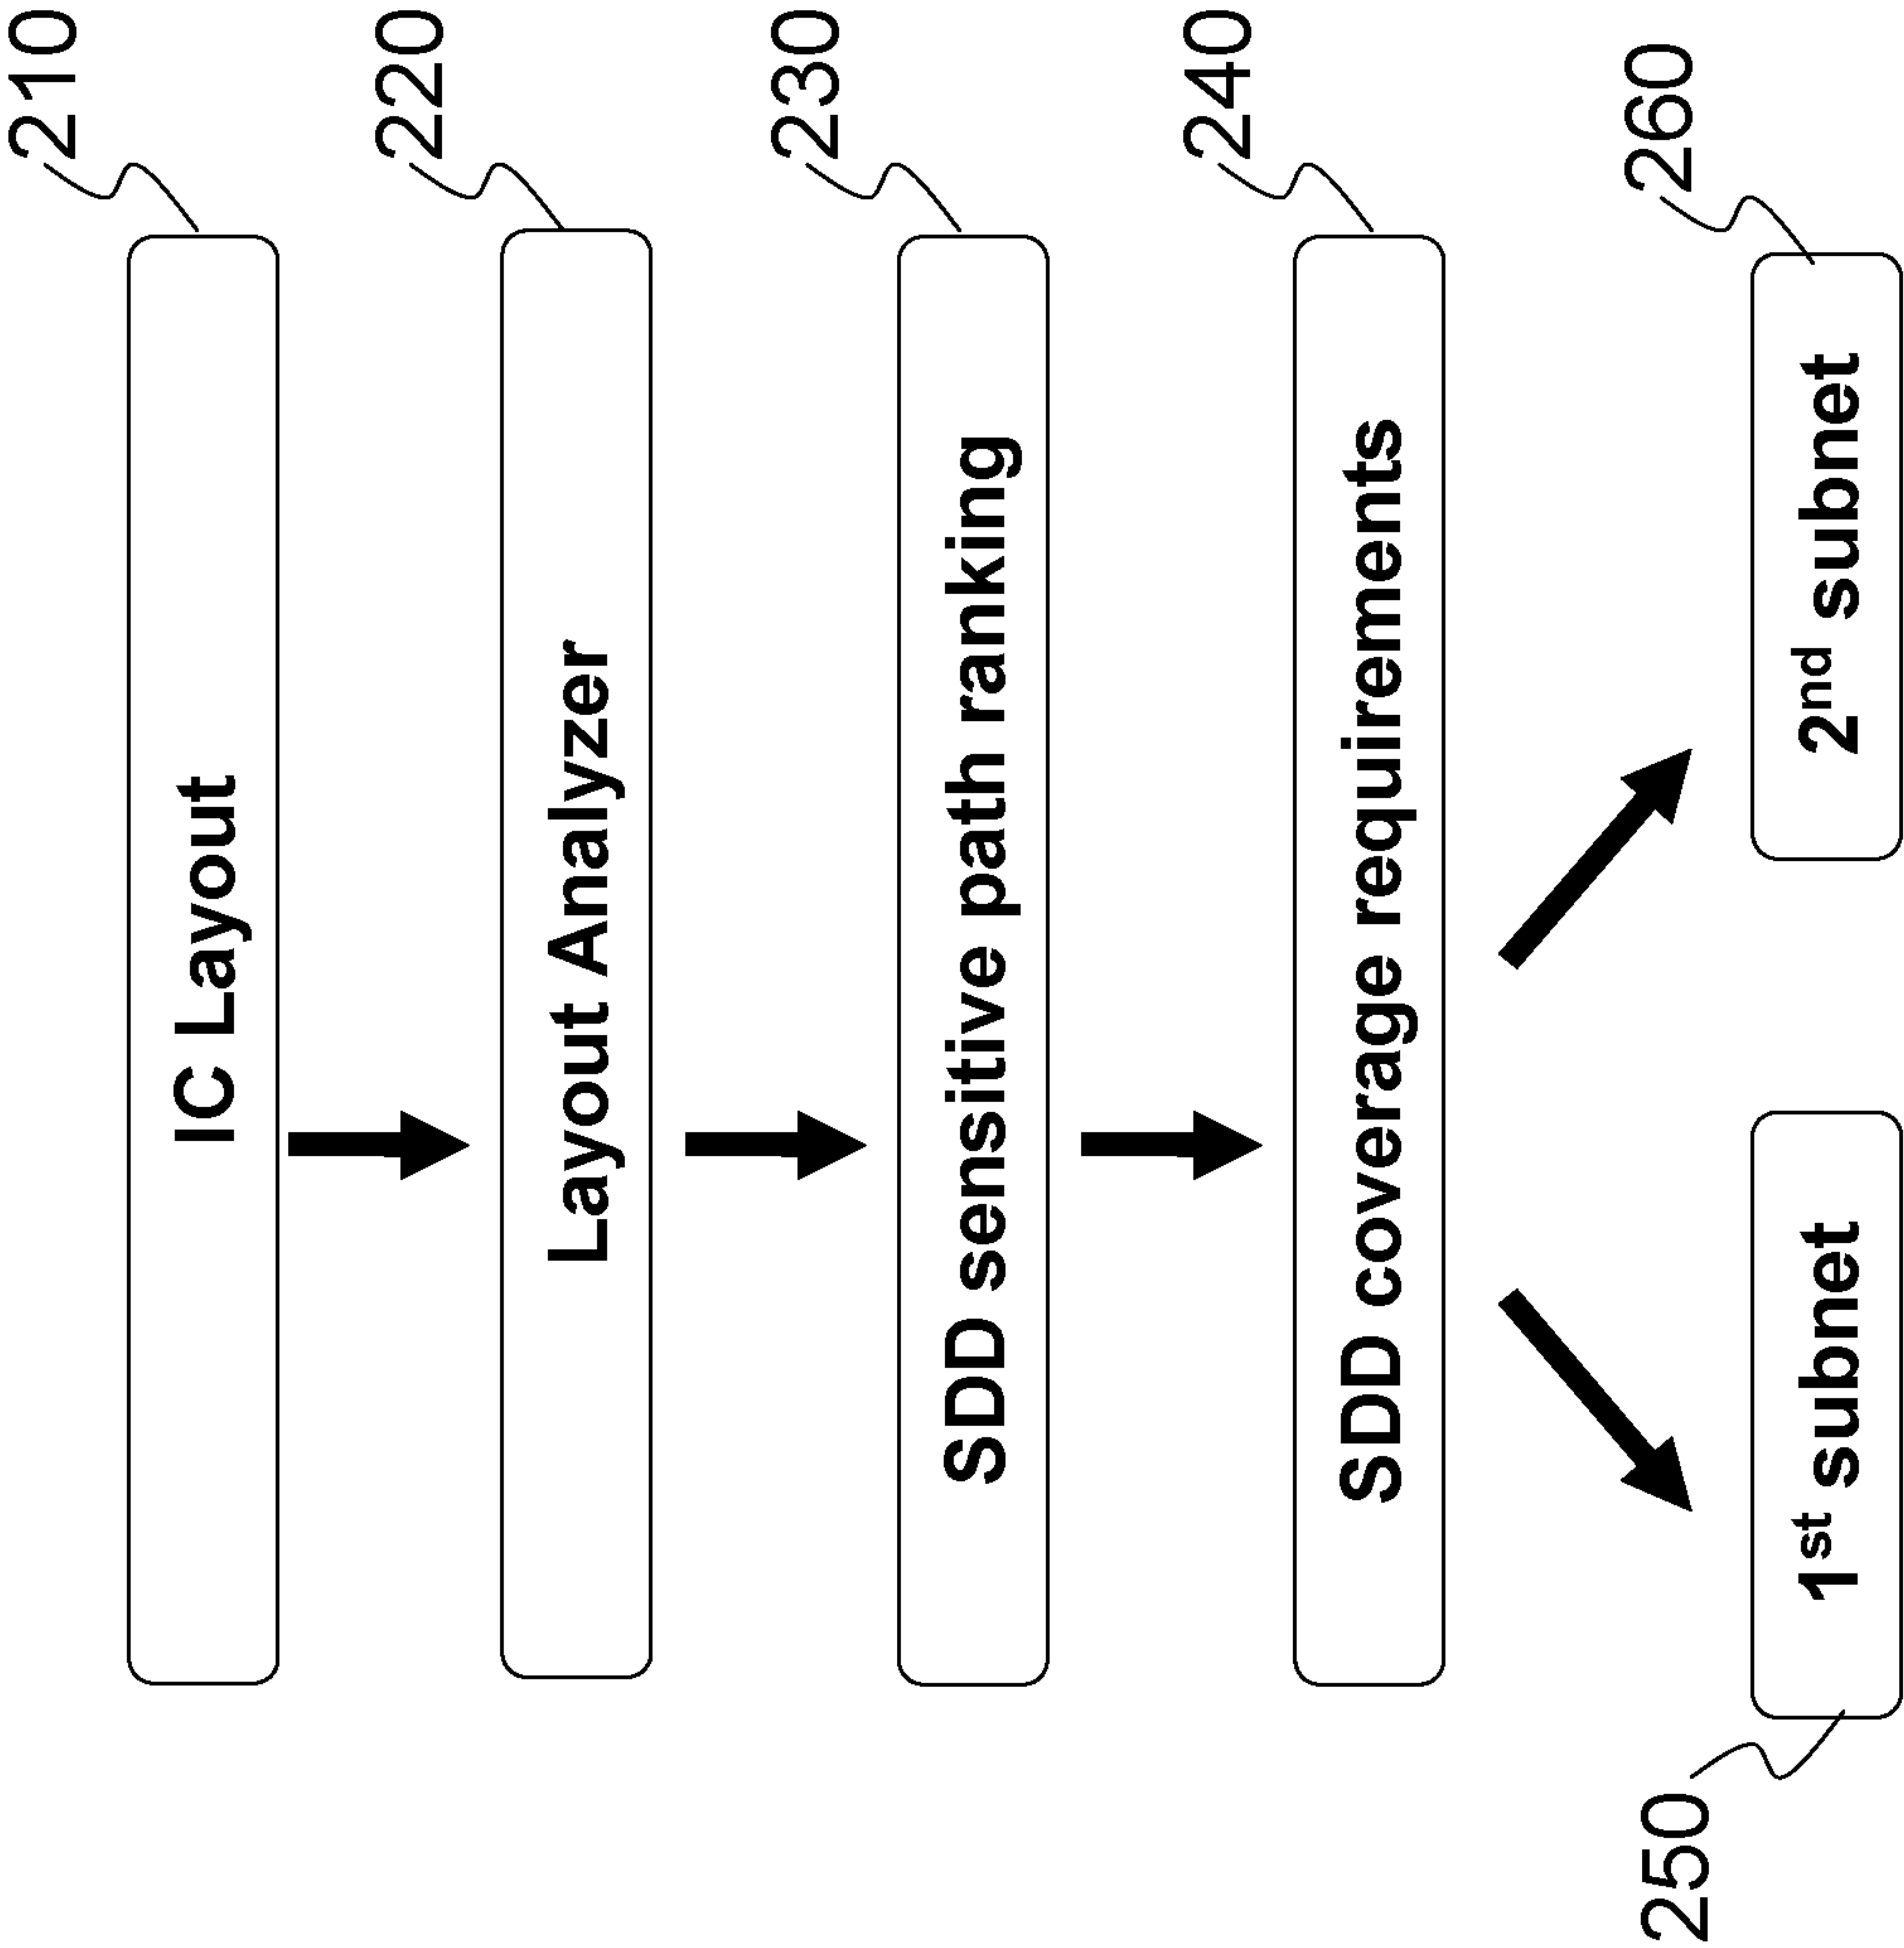 210
IC Layout
220
Layout Analyzer
230
SDD sensitive path ranking
240
SDD coverage requirements
250
1st subnet
260
2nd subnet